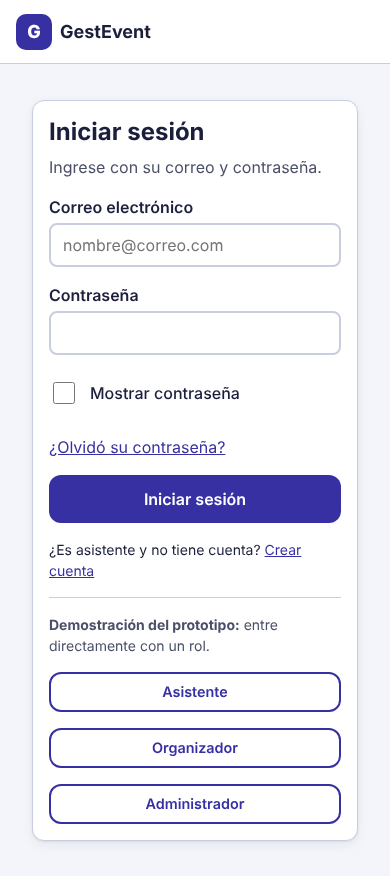 G GestEvent
Iniciar sesión
Ingrese con su correo y contraseña.
Correo electrónico
nombre@correo.com
Contraseña
Mostrar contraseña
¿Olvidó su contraseña?
Iniciar sesión
¿Es asistente y no tiene cuenta? Crear
cuenta
Demostración del prototipo: entre
directamente con un rol.
Asistente
Organizador
Administrador